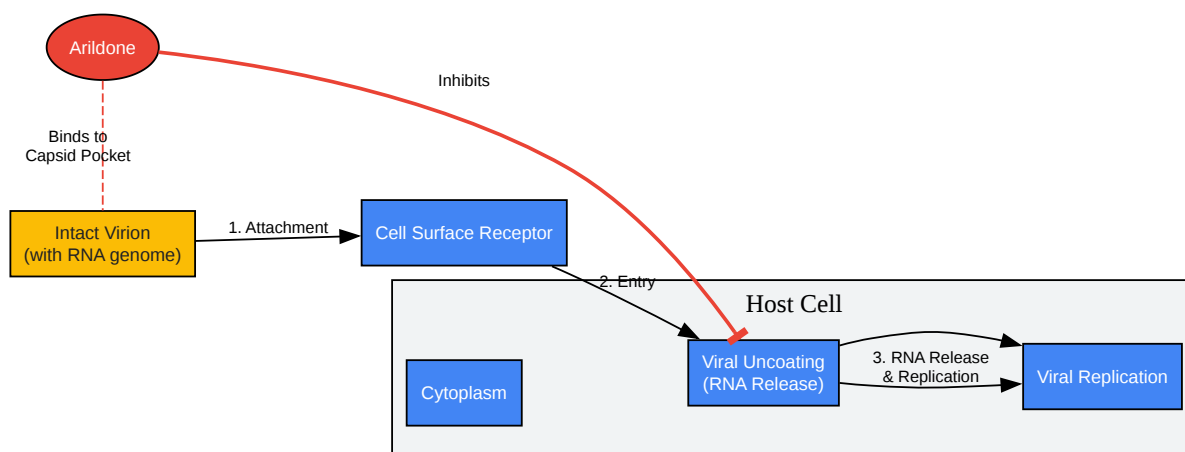 Arildone
Inhibits
Binds to
Capsid Pocket
Intact Virion
(with RNA genome)
1. Attachment
Cell Surface Receptor
2. Entry
Host Cell
Viral Uncoating
(RNA Release)
3. RNA Release
& Replication
Viral Replication
Cytoplasm